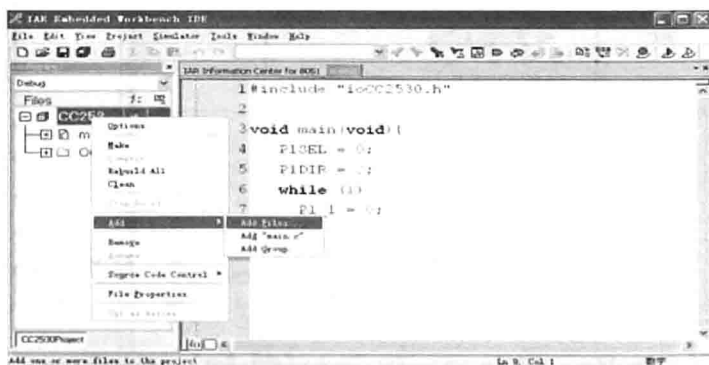 IAR Embedded Workbench IDE
File Edit View Project Simulator Tools Window Help
IAR Information Center for 8051
Debug
Files
1 #include "ioCC2530.h"
2
3 void main(void){
4 P1SEL = 0;
5 P1DIR =
6 while (1)
7 P1_1 = 0;
Options
Make
Rebuild All
Clean
Add
Add Files...
Add "main.c"
Add Group...
Remove
Source Code Control
File Properties
CC2530Project
Add one or more files to the project
Ln 9, Col 1
数字